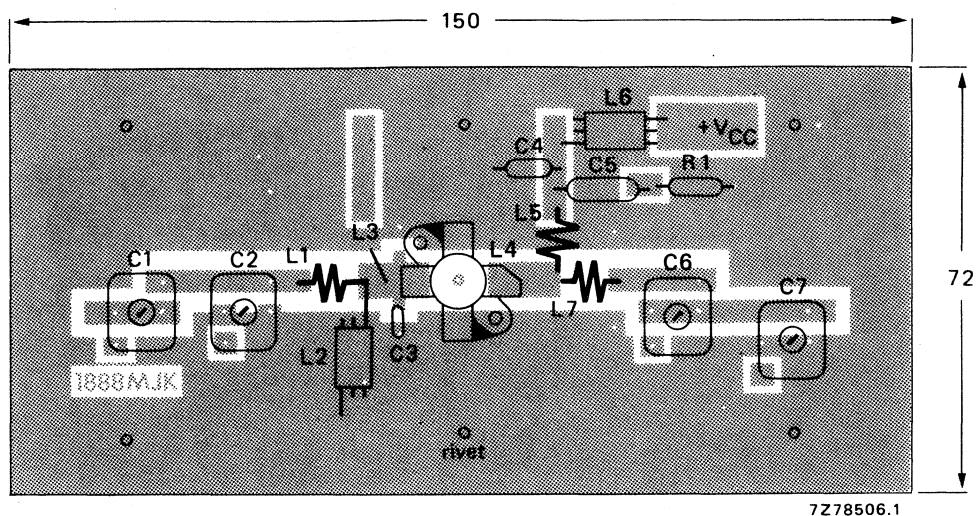 150
L6
+VCC
C4
C5
R1
L5
L3
L4
L1
C1
C2
C6
C7
72
L7
L2
C3
1888MJK
rivet
7Z78506.1